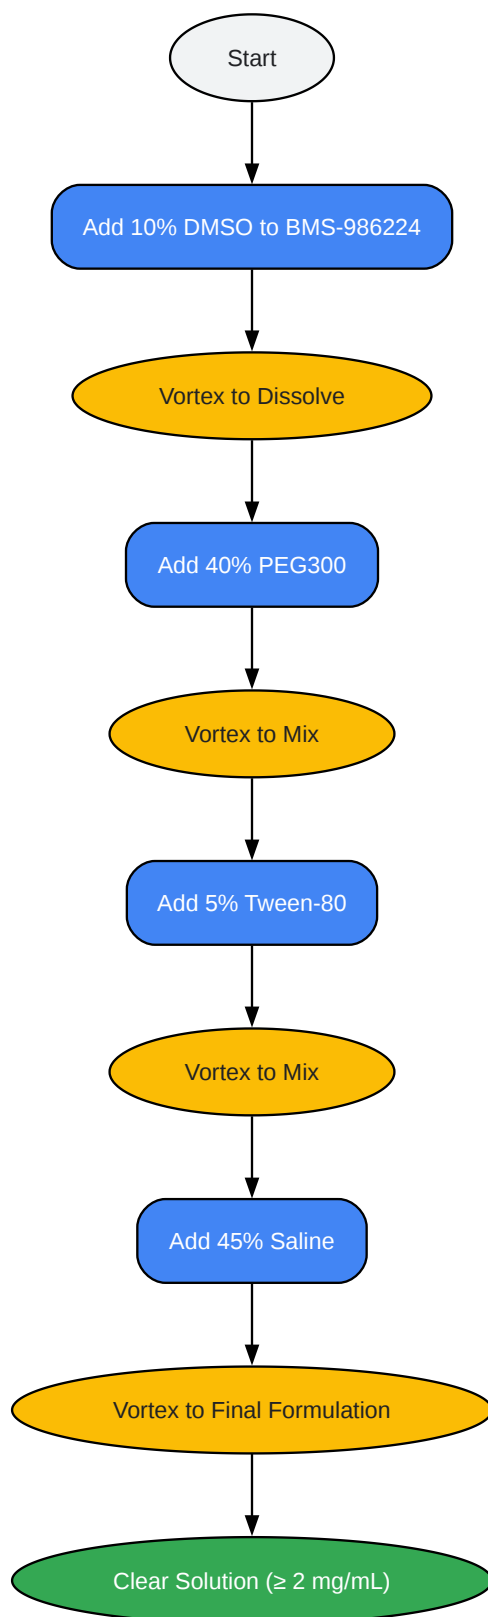 Start
Add 10% DMSO to BMS-986224
Vortex to Dissolve
Add 40% PEG300
Vortex to Mix
Add 5% Tween-80
Vortex to Mix
Add 45% Saline
Vortex to Final Formulation
Clear Solution (≥ 2 mg/mL)